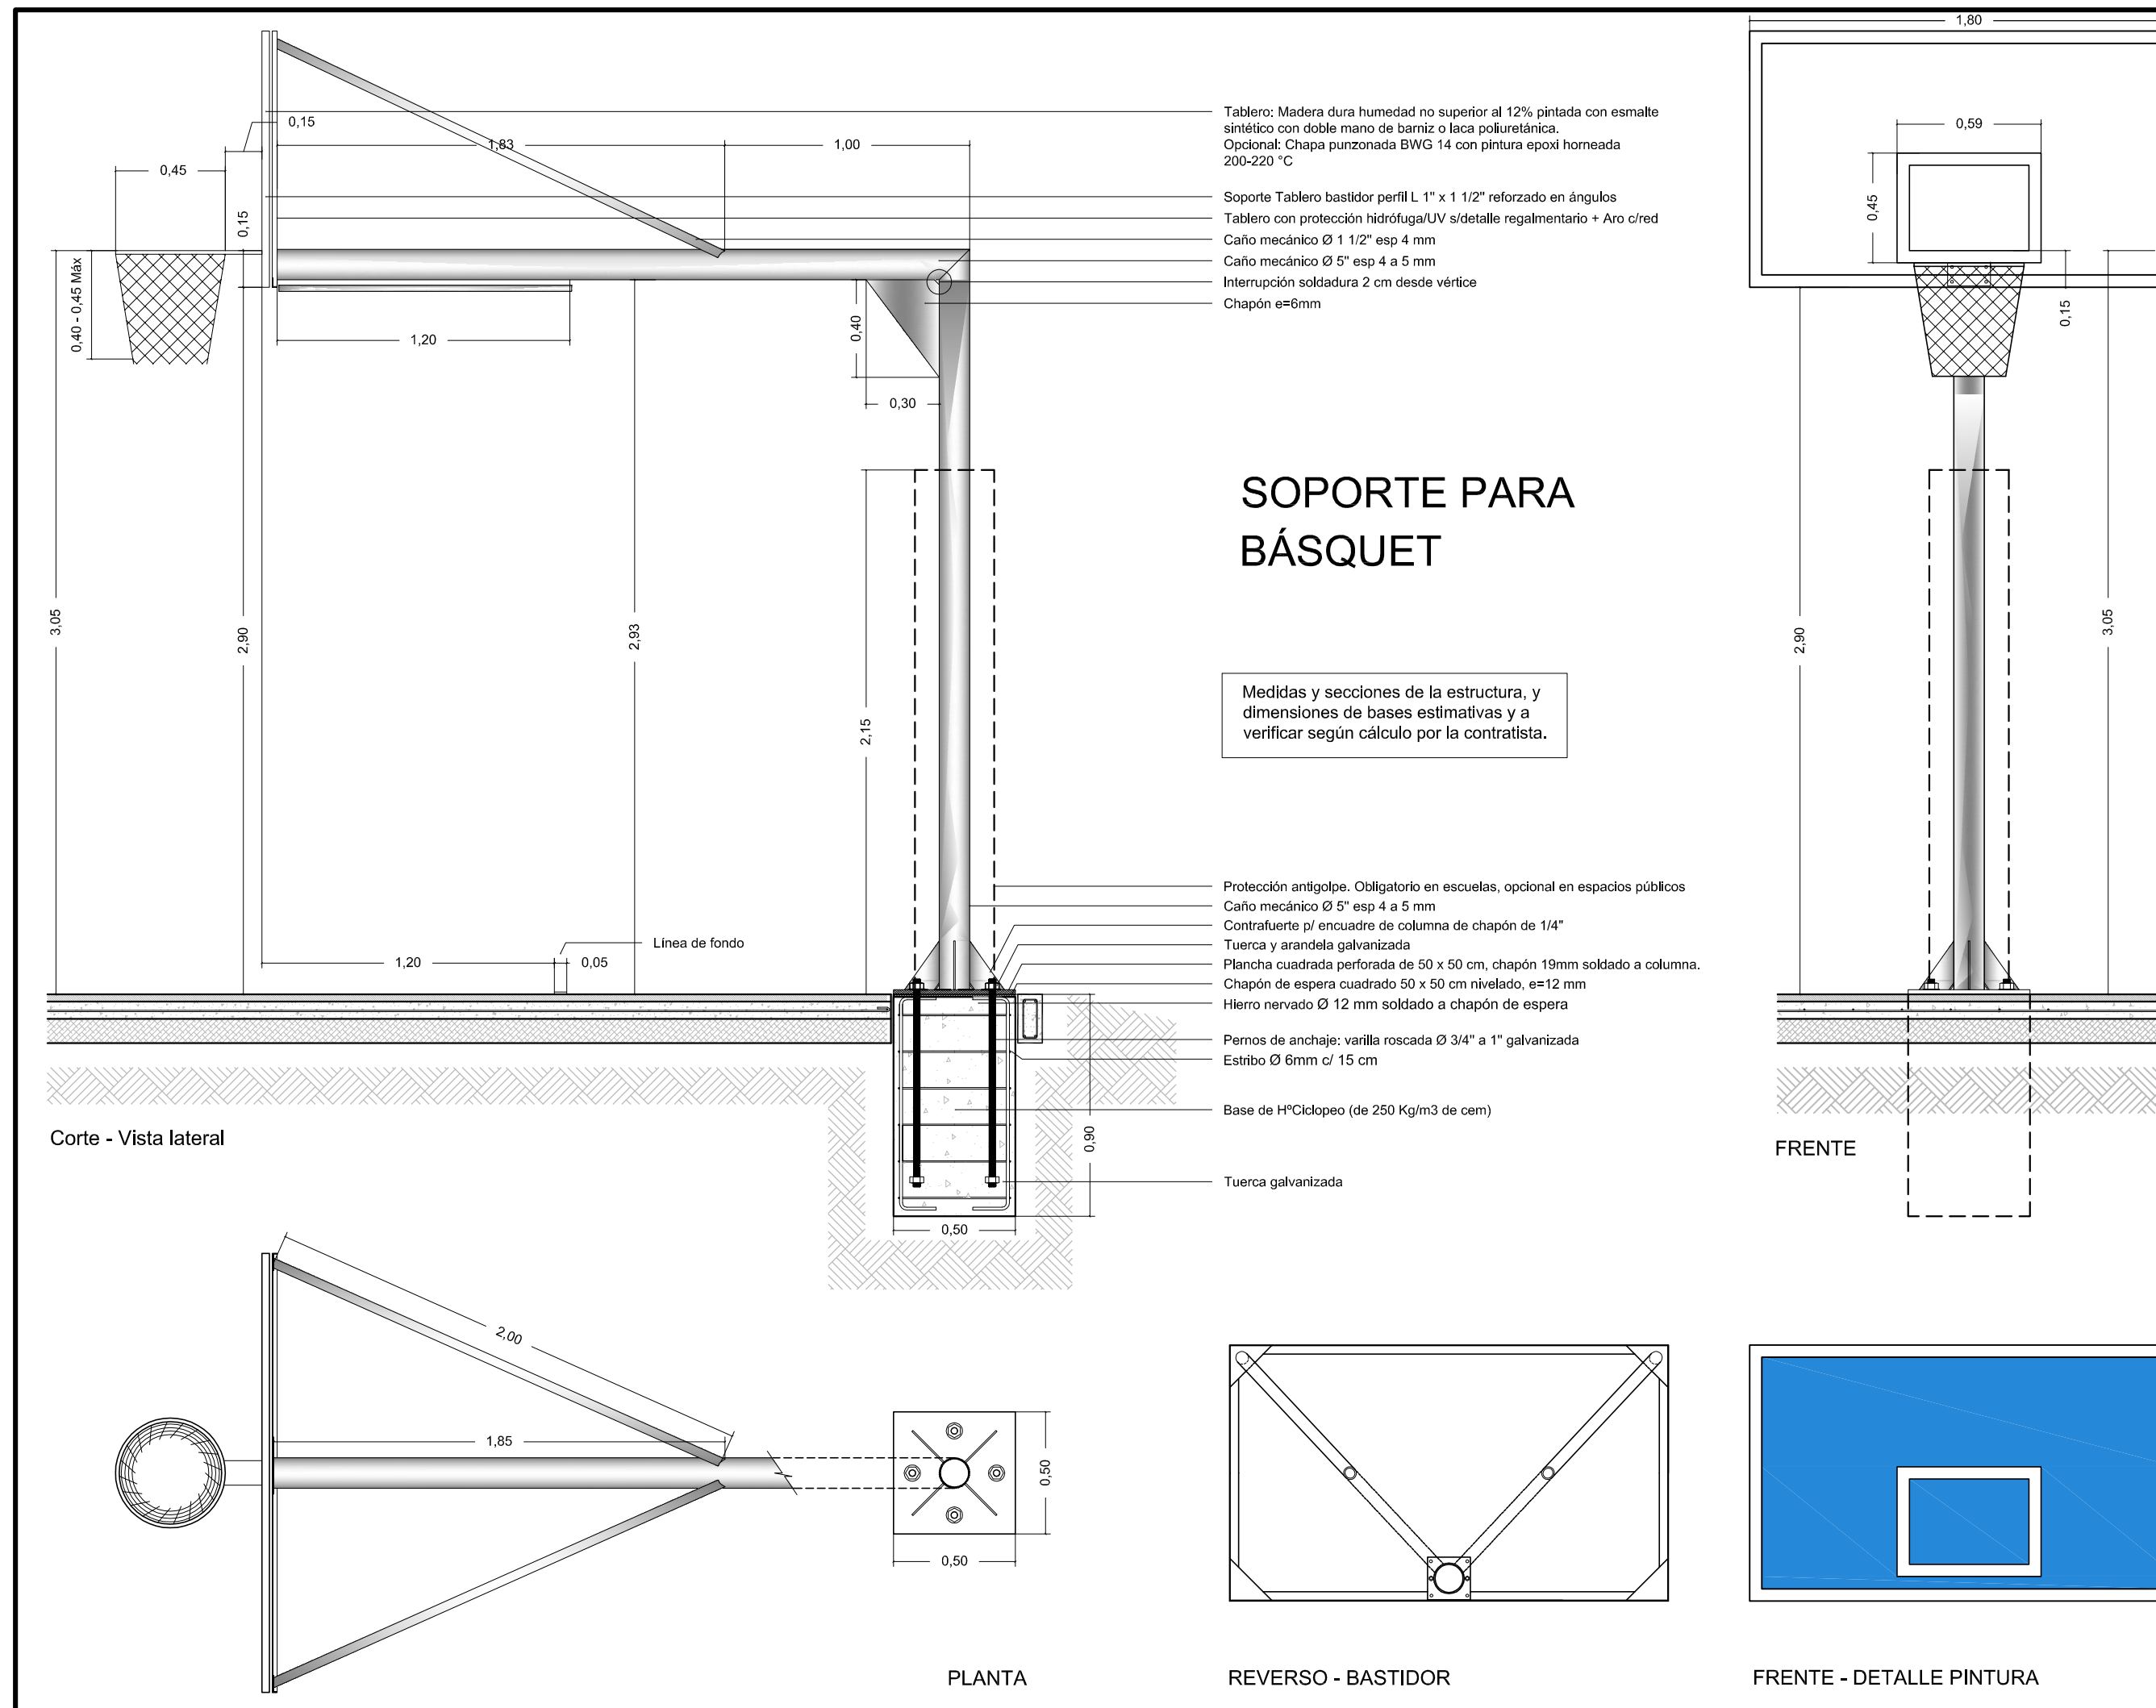 1,80
0,15
1,83
1,00
0,45
0,15
0,40 - 0,45 Máx
1,20
0,40
0,30
3,05
2,90
2,93
2,15
Línea de fondo
1,20
0,05
0,90
0,50
Corte - Vista lateral
Tablero: Madera dura humedad no superior al 12% pintada con esmalte
sintético con doble mano de barniz o laca poliuretánica.
Opcional: Chapa punzonada BWG 14 con pintura epoxi horneada
200-220 °C
Soporte Tablero bastidor perfil L 1" x 1 1/2" reforzado en ángulos
Tablero con protección hidrófuga/UV s/detalle regalmentario + Aro c/red
Caño mecánico Ø 1 1/2" esp 4 mm
Caño mecánico Ø 5" esp 4 a 5 mm
Interrupción soldadura 2 cm desde vértice
Chapón e=6mm
SOPORTE PARA
BÁSQUET
Medidas y secciones de la estructura, y
dimensiones de bases estimativas y a
verificar según cálculo por la contratista.
Protección antigolpe. Obligatorio en escuelas, opcional en espacios públicos
Caño mecánico Ø 5" esp 4 a 5 mm
Contrafuerte p/ encuadre de columna de chapón de 1/4"
Tuerca y arandela galvanizada
Plancha cuadrada perforada de 50 x 50 cm, chapón 19mm soldado a columna.
Chapón de espera cuadrado 50 x 50 cm nivelado, e=12 mm
Hierro nervado Ø 12 mm soldado a chapón de espera
Pernos de anchaje: varilla roscada Ø 3/4" a 1" galvanizada
Estribo Ø 6mm c/ 15 cm
Base de HºCiclopeo (de 250 Kg/m3 de cem)
Tuerca galvanizada
0,59
0,45
0,15
2,90
3,05
FRENTE
2,00
1,85
0,50
0,50
PLANTA
REVERSO - BASTIDOR
FRENTE - DETALLE PINTURA